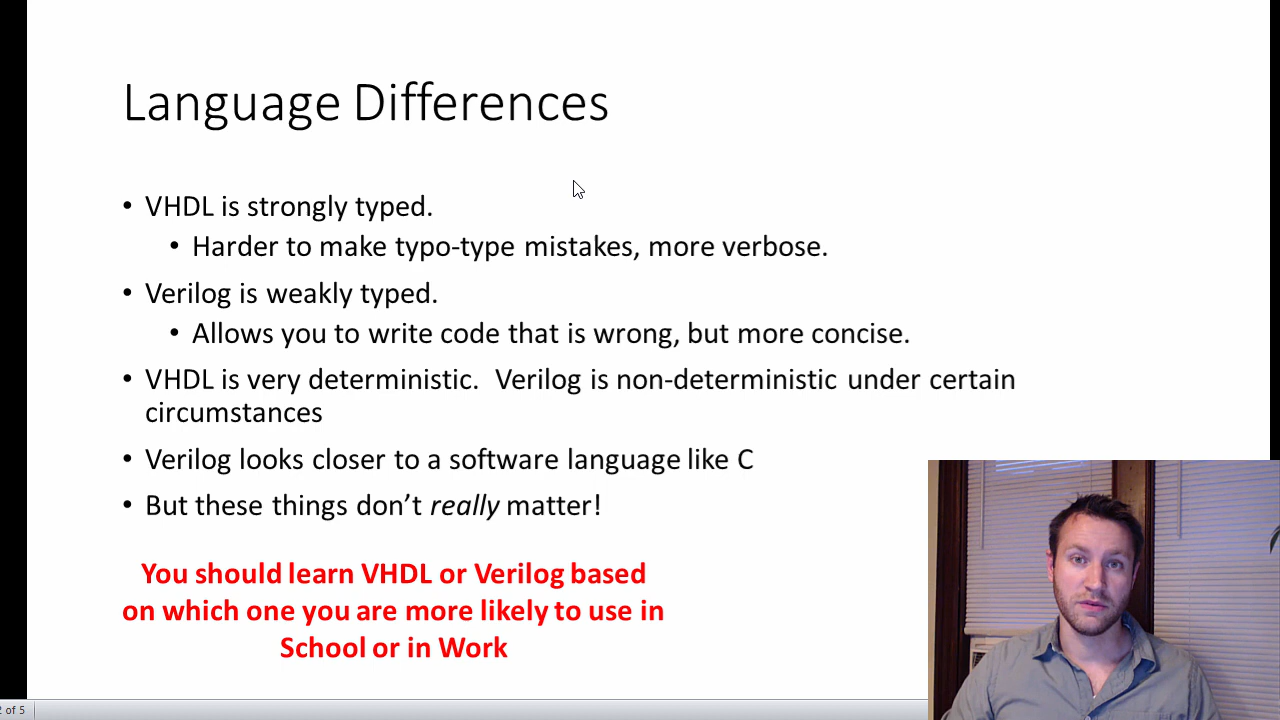 Language Differences
• VHDL is strongly typed.
• Harder to make typo-type mistakes, more verbose.
• Verilog is weakly typed.
• Allows you to write code that is wrong, but more concise.
• VHDL is very deterministic.  Verilog is non-deterministic under certain
circumstances
• Verilog looks closer to a software language like C
• But these things don’t really matter!
You should learn VHDL or Verilog based
on which one you are more likely to use in
School or in Work
2 of 5